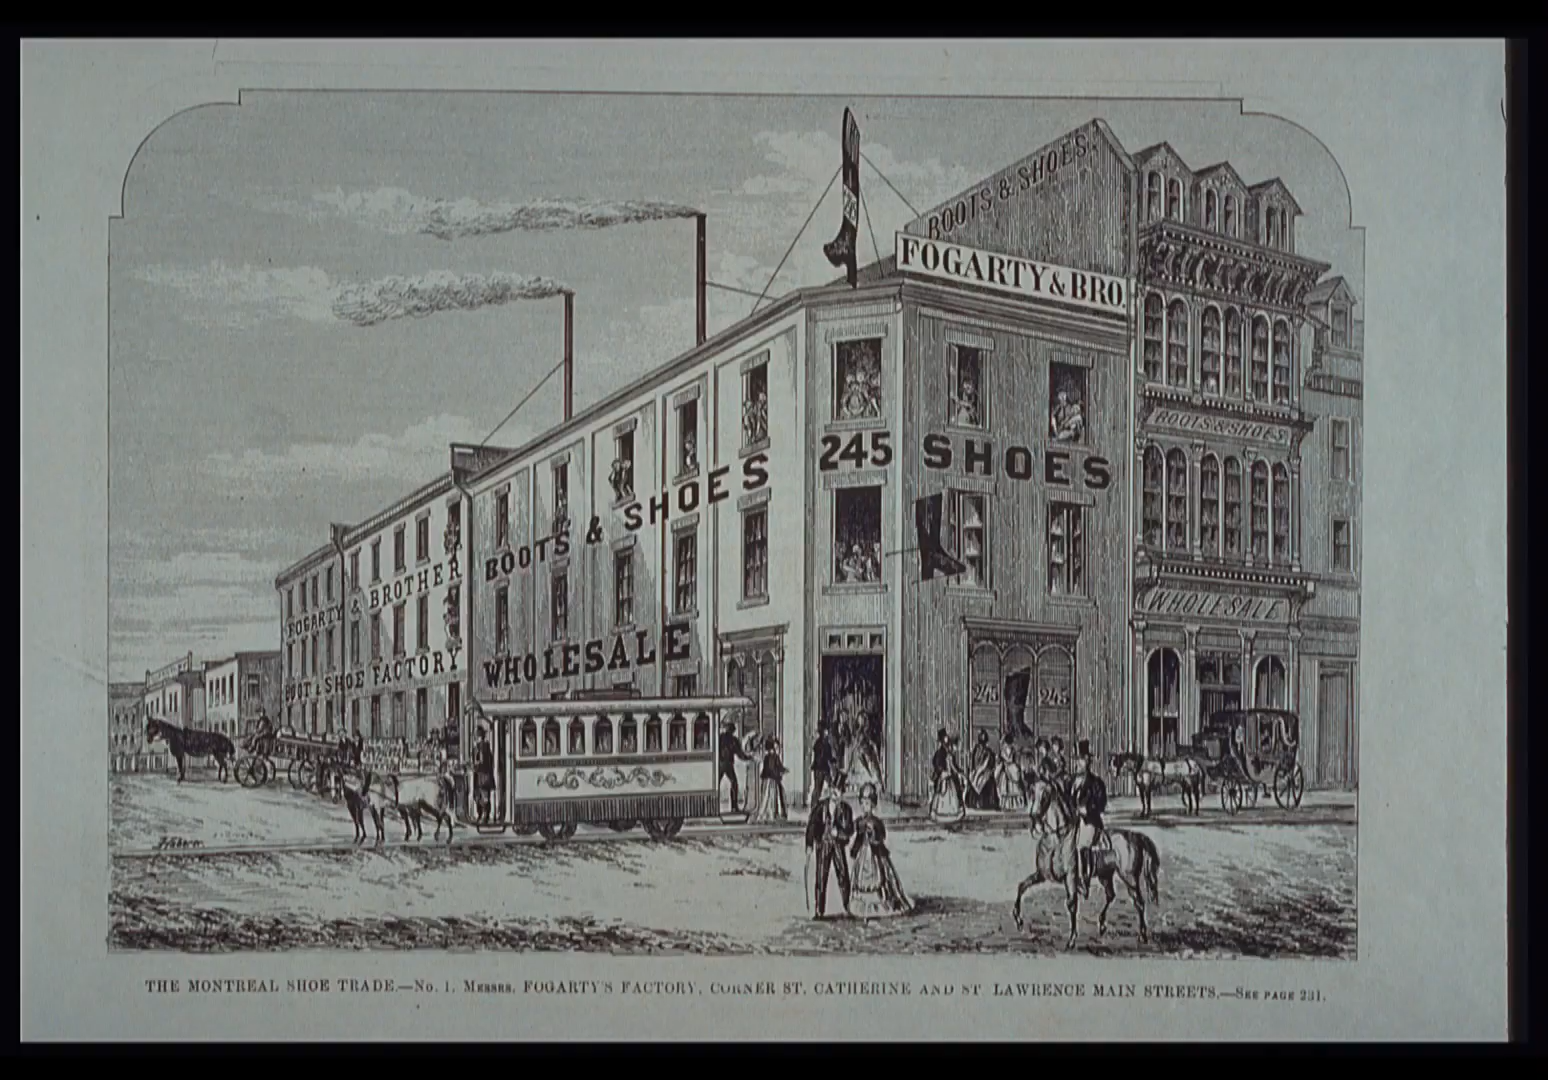 BOOTS & SHOES
FOGARTY & BRO.
245 SHOES
BOOTS & SHOES
BOOTS & SHOES
FOGARTY & BROTHER
BOOT & SHOE FACTORY
WHOLESALE
WHOLESALE
245 245
THE MONTREAL SHOE TRADE.—No. 1. Messrs. FOGARTY'S FACTORY, CORNER ST. CATHERINE AND ST LAWRENCE MAIN STREETS.—See page 231.